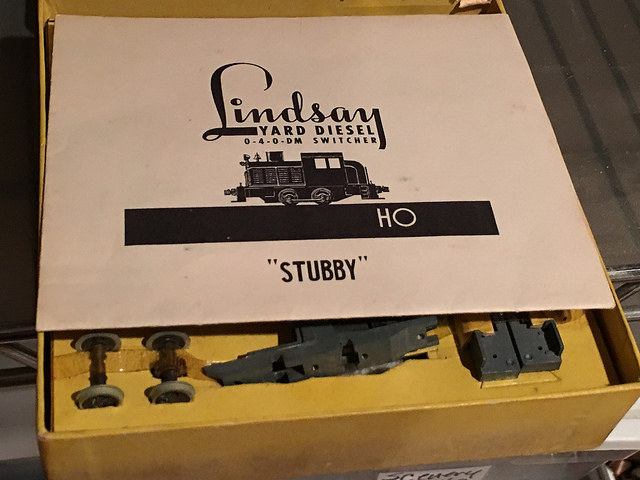 Lindsay
YARD DIESEL
0-4-0-DM SWITCHER
HO
"STUBBY"